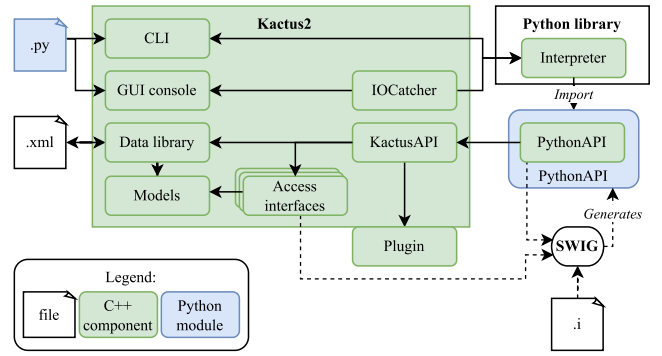 Kactus2
Python library
.py
CLI
Interpreter
GUI console
IOCatcher
Import
.xml
Data library
KactusAPI
PythonAPI
PythonAPI
Models
Access
interfaces
Generates
Plugin
SWIG
Legend:
file
C++
component
Python
module
.i